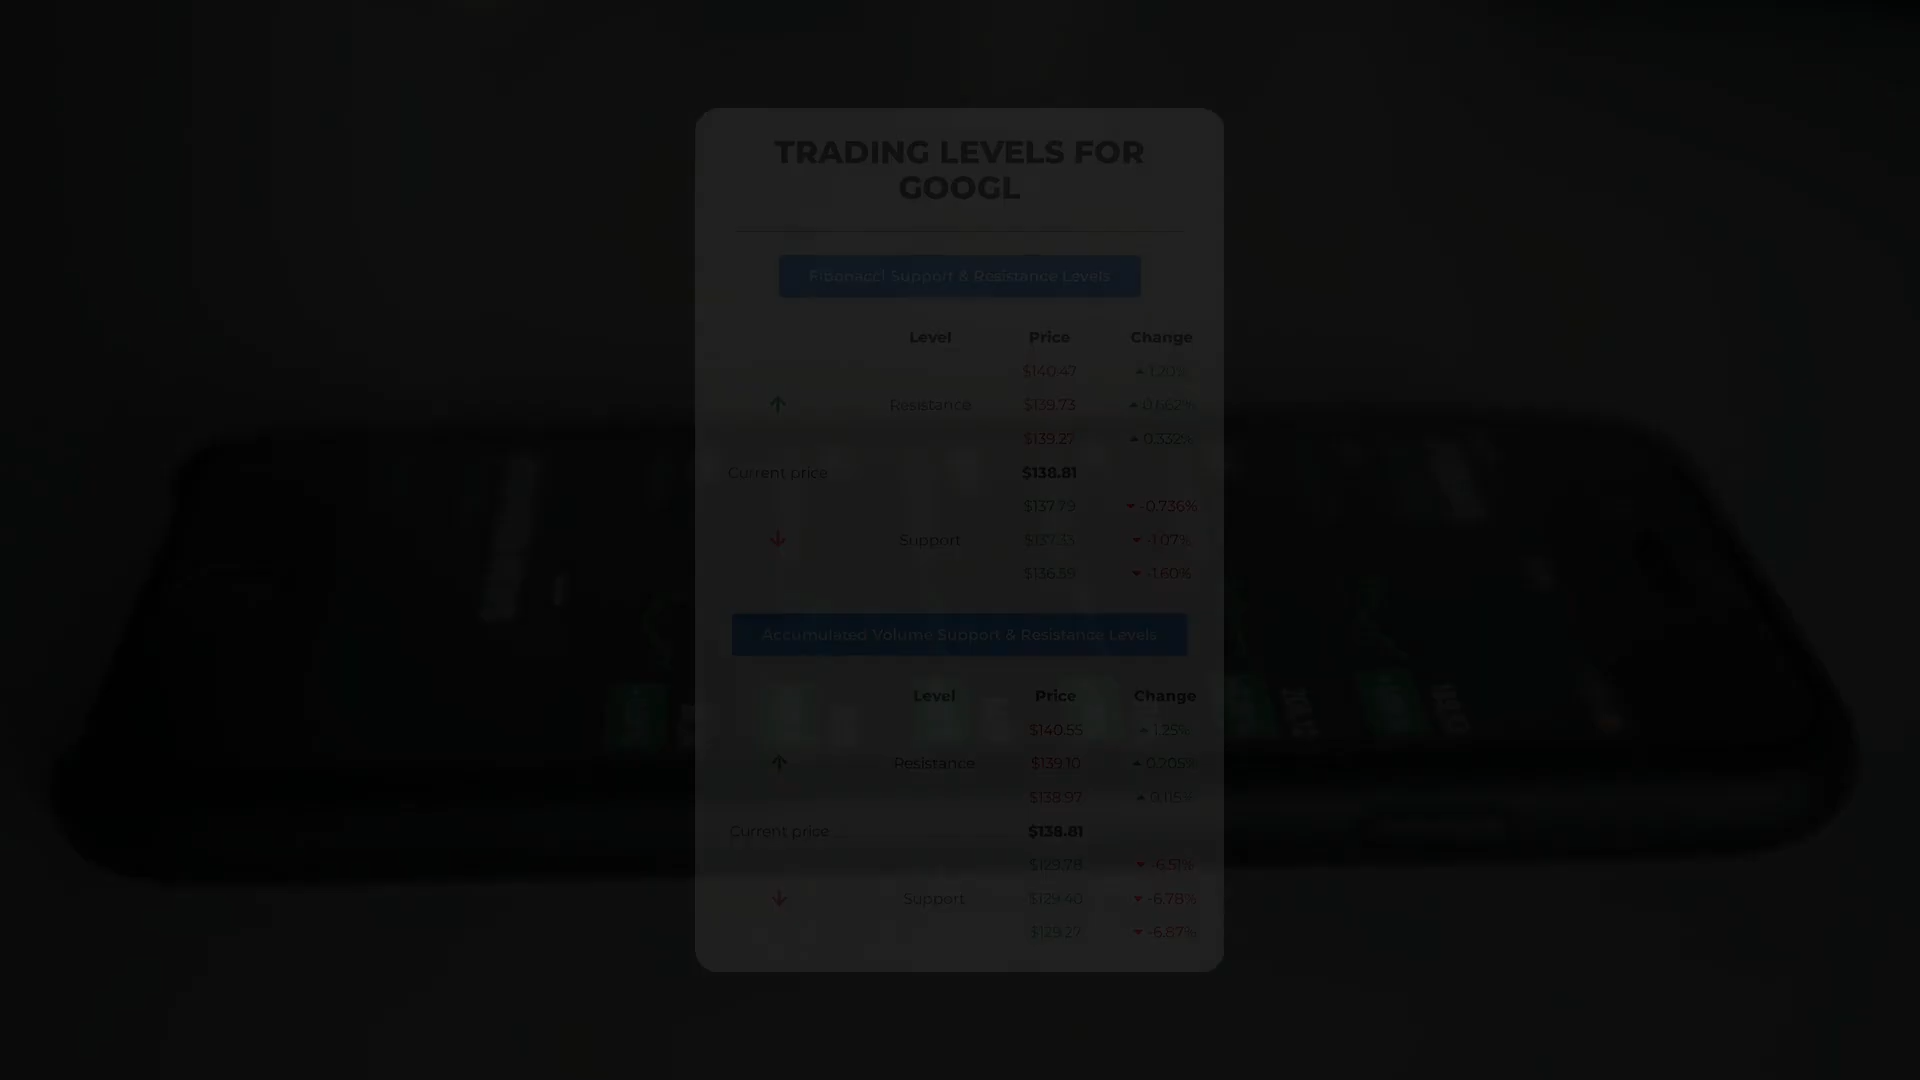 TRADING LEVELS FOR
GOOGL
Fibonacci Support & Resistance Levels
Level Price Change
$140.47 1.20%
Resistance $139.73 0.662%
$139.27 0.332%
Current price $138.81
$137.79 -0.736%
Support $137.33 -1.07%
$136.59 -1.60%
Accumulated Volume Support & Resistance Levels
Level Price Change
$140.55 1.25%
Resistance $139.10 0.205%
$138.97 0.115%
Current price $138.81
$129.78 -6.51%
Support $129.40 -6.78%
$129.27 -6.87%